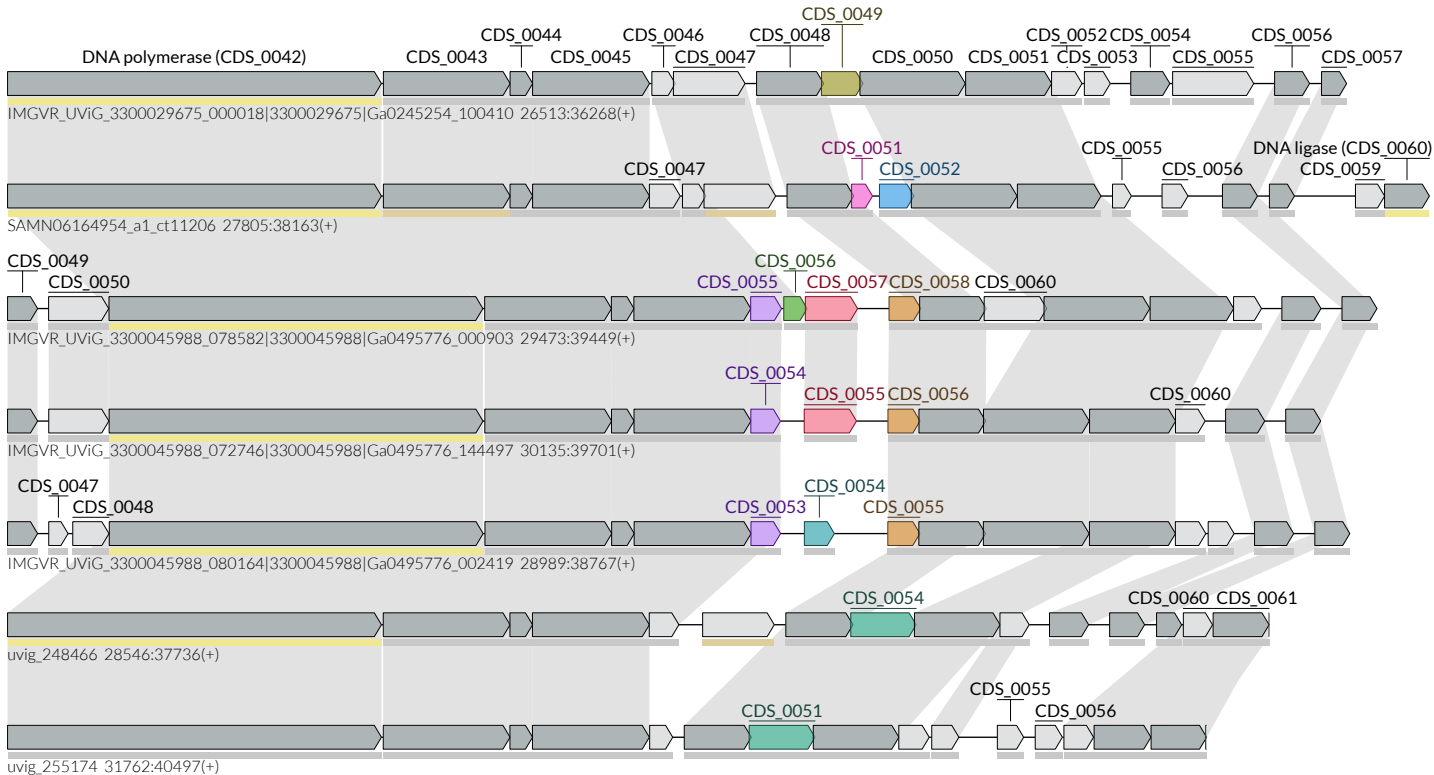 CDS_0049
CDS_0044 CDS_0046 CDS_0048 CDS_0052 CDS_0054 CDS_0056
DNA polymerase (CDS_0042) CDS_0043 CDS_0045 CDS_0047 CDS_0050 CDS_0051 CDS_0053 CDS_0055 CDS_0057
IMGVR_UViG_3300029675_000018|3300029675|Ga0245254_100410 26513:36268(+)
CDS_0051 CDS_0055 DNA ligase (CDS_0060)
CDS_0047 CDS_0052 CDS_0056 CDS_0059
SAMN06164954_a1_ct11206 27805:38163(+)
CDS_0049 CDS_0056
CDS_0050 CDS_0055 CDS_0057 CDS_0058 CDS_0060
IMGVR_UViG_3300045988_078582|3300045988|Ga0495776_000903 29473:39449(+)
CDS_0054
CDS_0055 CDS_0056 CDS_0060
IMGVR_UViG_3300045988_072746|3300045988|Ga0495776_144497 30135:39701(+)
CDS_0047 CDS_0054
CDS_0048 CDS_0053 CDS_0055
IMGVR_UViG_3300045988_080164|3300045988|Ga0495776_002419 28989:38767(+)
CDS_0054 CDS_0060 CDS_0061
uvig_248466 28546:37736(+)
CDS_0055
CDS_0051 CDS_0056
uvig_255174 31762:40497(+)